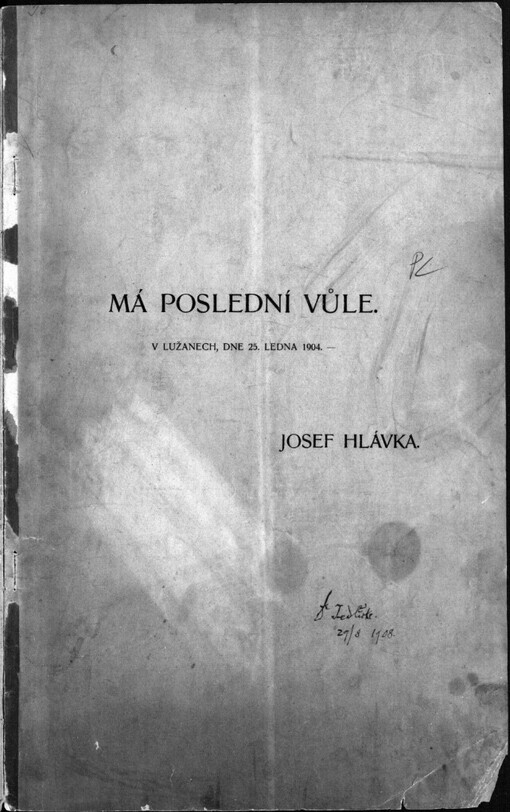 MÁ POSLEDNÍ VŮLE.
V LUŽANECH, DNE 25. LEDNA 1904. —
JOSEF HLÁVKA.